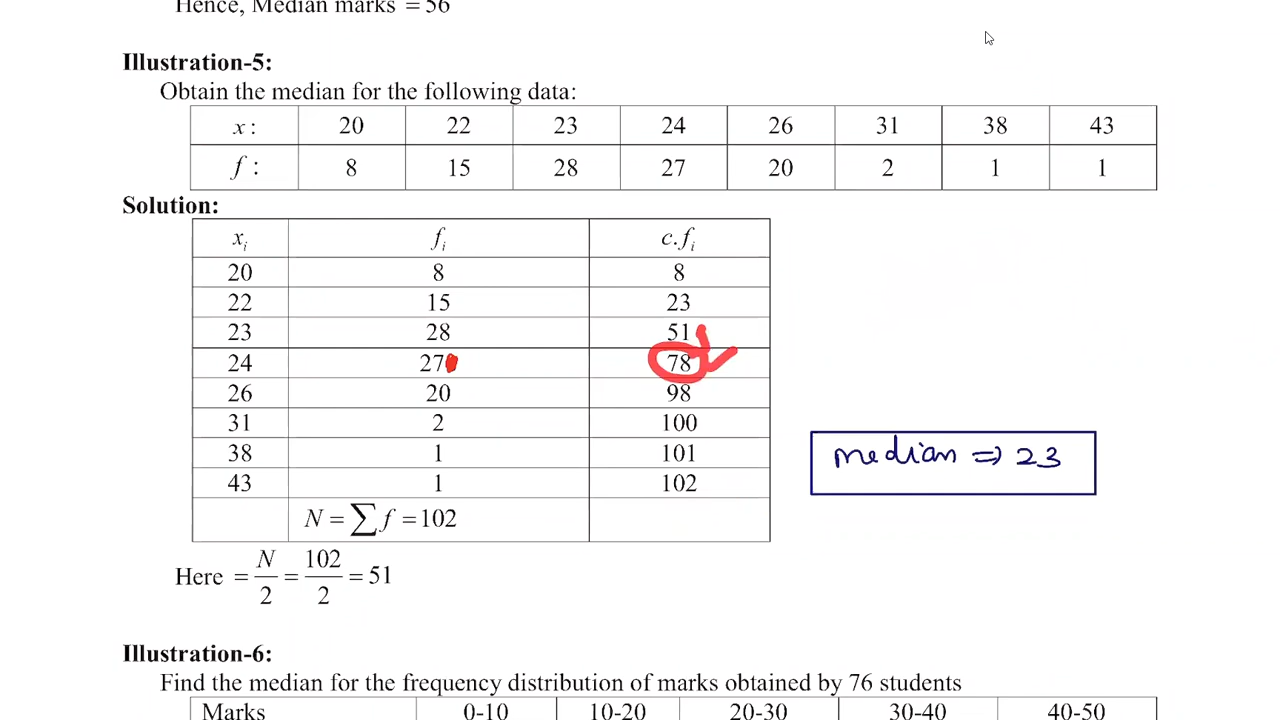 Hence, Median marks = 56
Illustration-5:
Obtain the median for the following data:
x : 20 22 23 24 26 31 38 43
f : 8 15 28 27 20 2 1 1
Solution:
xᵢ fᵢ c.fᵢ
20 8 8
22 15 23
23 28 51
24 27 78
26 20 98
31 2 100
38 1 101
43 1 102
N = ∑ f = 102
median ⇒ 23
Here = N/2 = 102/2 = 51
Illustration-6:
Find the median for the frequency distribution of marks obtained by 76 students
Marks 0-10 10-20 20-30 30-40 40-50